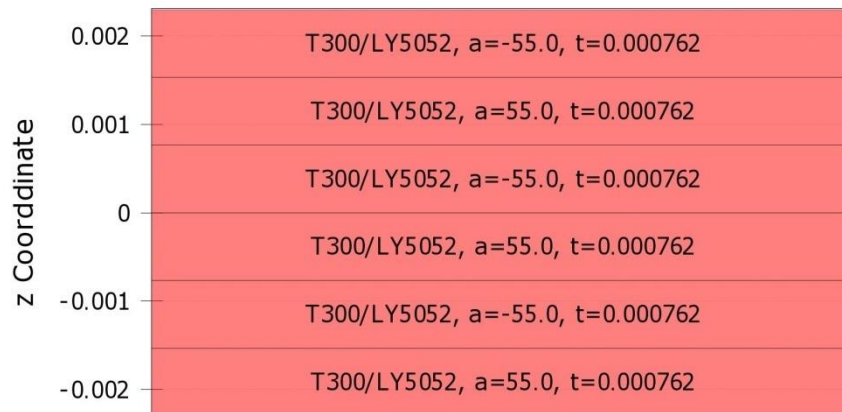 0.002
T300/LY5052, a=-55.0, t=0.000762
0.001
T300/LY5052, a=55.0, t=0.000762
T300/LY5052, a=-55.0, t=0.000762
0
T300/LY5052, a=55.0, t=0.000762
-0.001
T300/LY5052, a=-55.0, t=0.000762
-0.002
T300/LY5052, a=55.0, t=0.000762
z Coorddinate